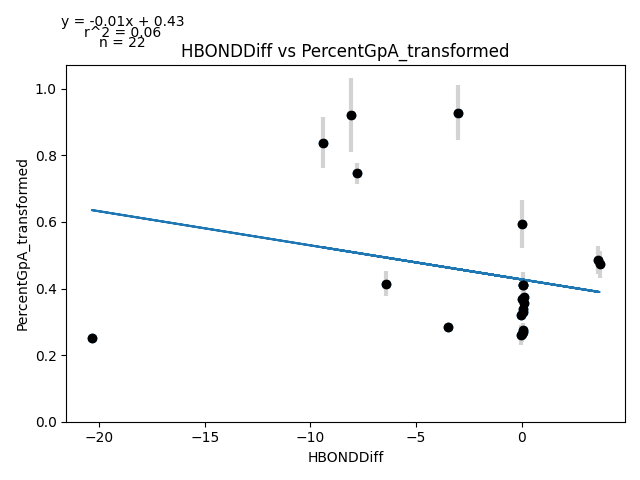 y = -0.01x + 0.43
r^2 = 0.06
n = 22
HBONDDiff vs PercentGpA_transformed
PercentGpA_transformed
1.0
0.8
0.6
0.4
0.2
0.0
−20
−15
−10
−5
0
HBONDDiff